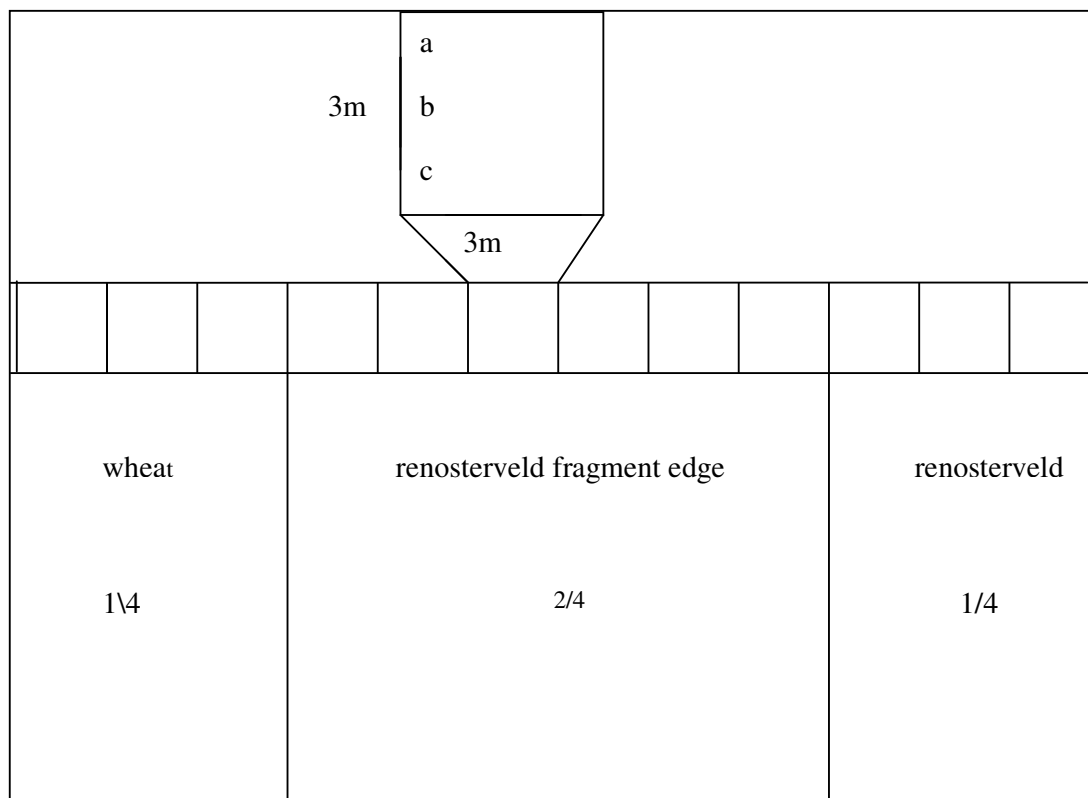 a
3m b
c
3m
wheat renosterveld fragment edge renosterveld
1\4 2/4 1/4